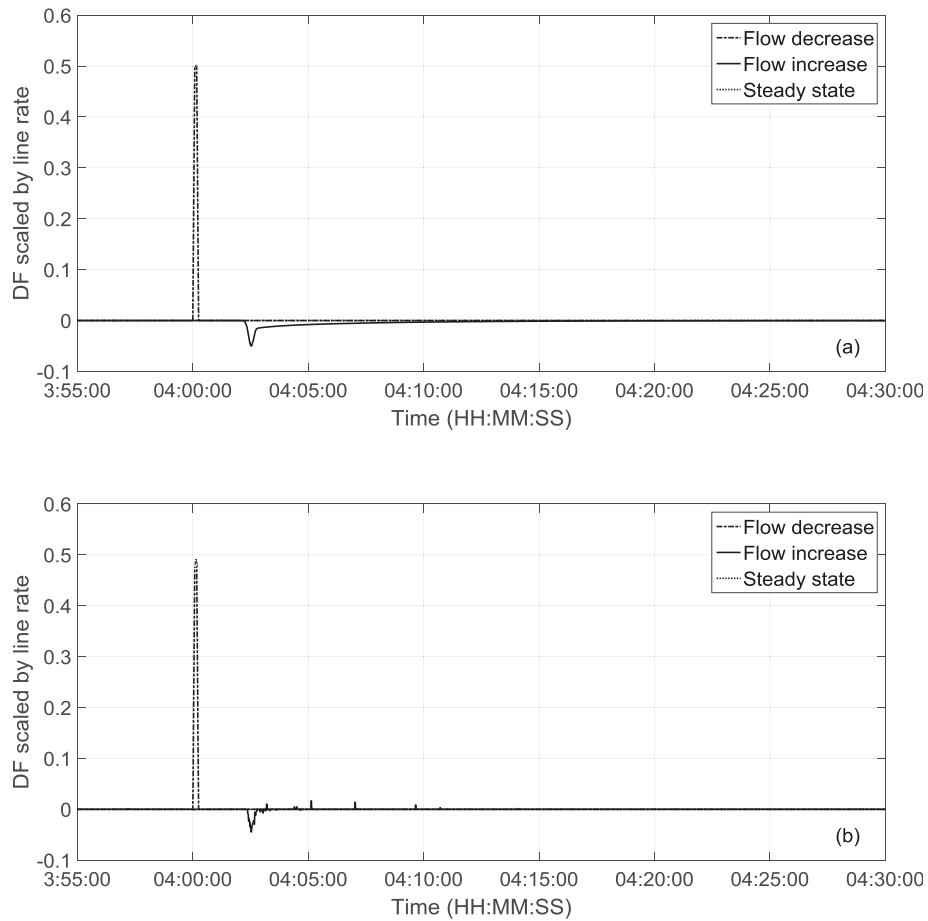 0.6
0.5
0.4
0.3
0.2
0.1
0
-0.1
DF scaled by line rate
Flow decrease
Flow increase
Steady state
(a)
3:55:00 04:00:00 04:05:00 04:10:00 04:15:00 04:20:00 04:25:00 04:30:00
Time (HH:MM:SS)
0.6
0.5
0.4
0.3
0.2
0.1
0
-0.1
DF scaled by line rate
Flow decrease
Flow increase
Steady state
(b)
3:55:00 04:00:00 04:05:00 04:10:00 04:15:00 04:20:00 04:25:00 04:30:00
Time (HH:MM:SS)